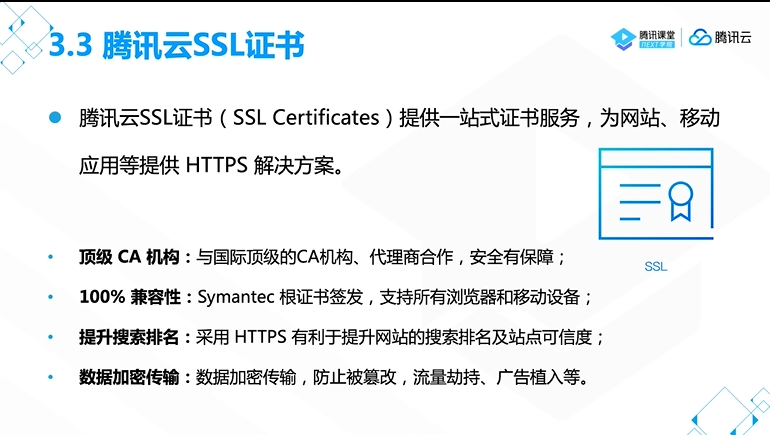 3.3 腾讯云SSL证书
腾讯课堂
NEXT学院
腾讯云
腾讯云SSL证书（SSL Certificates）提供一站式证书服务，为网站、移动
应用等提供 HTTPS 解决方案。
SSL
顶级 CA 机构：与国际顶级的CA机构、代理商合作，安全有保障；
100% 兼容性：Symantec 根证书签发，支持所有浏览器和移动设备；
提升搜索排名：采用 HTTPS 有利于提升网站的搜索排名及站点可信度；
数据加密传输：数据加密传输，防止被篡改，流量劫持、广告植入等。